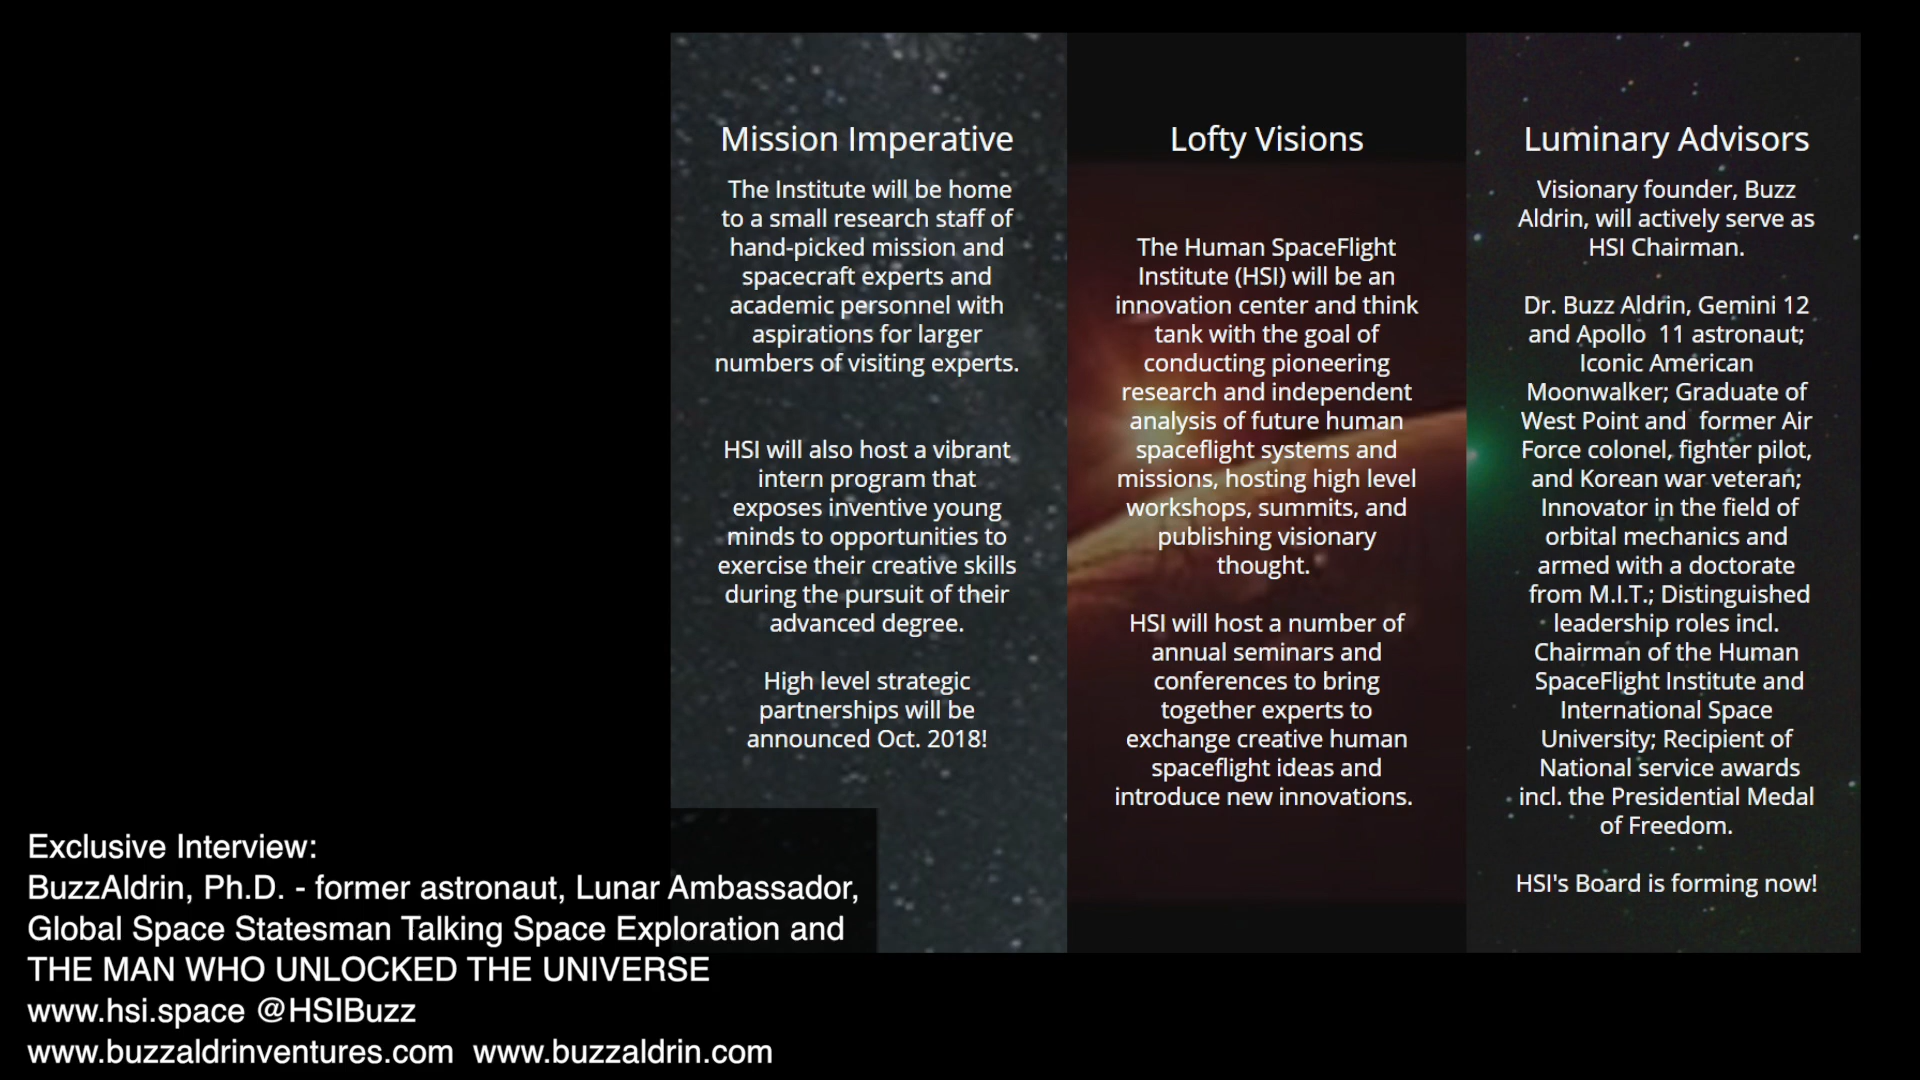 Mission Imperative
The Institute will be home
to a small research staff of
hand-picked mission and
spacecraft experts and
academic personnel with
aspirations for larger
numbers of visiting experts.
HSI will also host a vibrant
intern program that
exposes inventive young
minds to opportunities to
exercise their creative skills
during the pursuit of their
advanced degree.
High level strategic
partnerships will be
announced Oct. 2018!
Lofty Visions
The Human SpaceFlight
Institute (HSI) will be an
innovation center and think
tank with the goal of
conducting pioneering
research and independent
analysis of future human
spaceflight systems and
missions, hosting high level
workshops, summits, and
publishing visionary
thought.
HSI will host a number of
annual seminars and
conferences to bring
together experts to
exchange creative human
spaceflight ideas and
introduce new innovations.
Luminary Advisors
Visionary founder, Buzz
Aldrin, will actively serve as
HSI Chairman.
Dr. Buzz Aldrin, Gemini 12
and Apollo  11 astronaut;
Iconic American
Moonwalker; Graduate of
West Point and  former Air
Force colonel, fighter pilot,
and Korean war veteran;
Innovator in the field of
orbital mechanics and
armed with a doctorate
from M.I.T.; Distinguished
leadership roles incl.
Chairman of the Human
SpaceFlight Institute and
International Space
University; Recipient of
National service awards
incl. the Presidential Medal
of Freedom.
HSI's Board is forming now!
Exclusive Interview:
BuzzAldrin, Ph.D. - former astronaut, Lunar Ambassador,
Global Space Statesman Talking Space Exploration and
THE MAN WHO UNLOCKED THE UNIVERSE
www.hsi.space @HSIBuzz
www.buzzaldrinventures.com  www.buzzaldrin.com